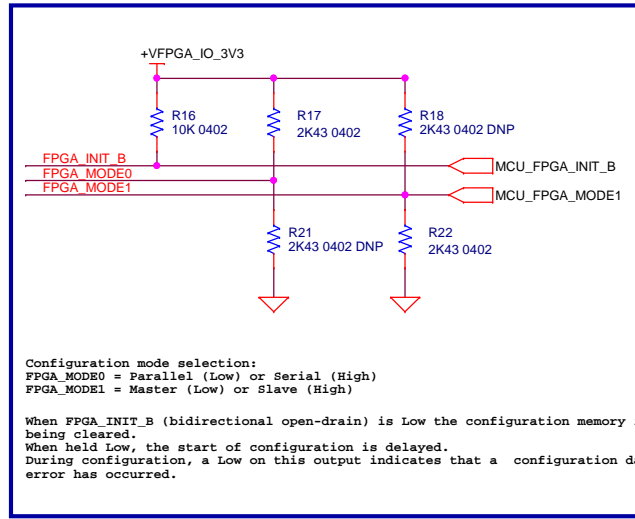 +VFPGA_IO_3V3
R16
10K 0402
R17
2K43 0402
R18
2K43 0402 DNP
FPGA_INIT_B
FPGA_MODE0
FPGA_MODE1
MCU_FPGA_INIT_B
MCU_FPGA_MODE1
R21
2K43 0402 DNP
R22
2K43 0402
Configuration mode selection:
FPGA_MODE0 = Parallel (Low) or Serial (High)
FPGA_MODE1 = Master (Low) or Slave (High)
When FPGA_INIT_B (bidirectional open-drain) is Low the configuration memory
being cleared.
When held Low, the start of configuration is delayed.
During configuration, a Low on this output indicates that a configuration
error has occurred.